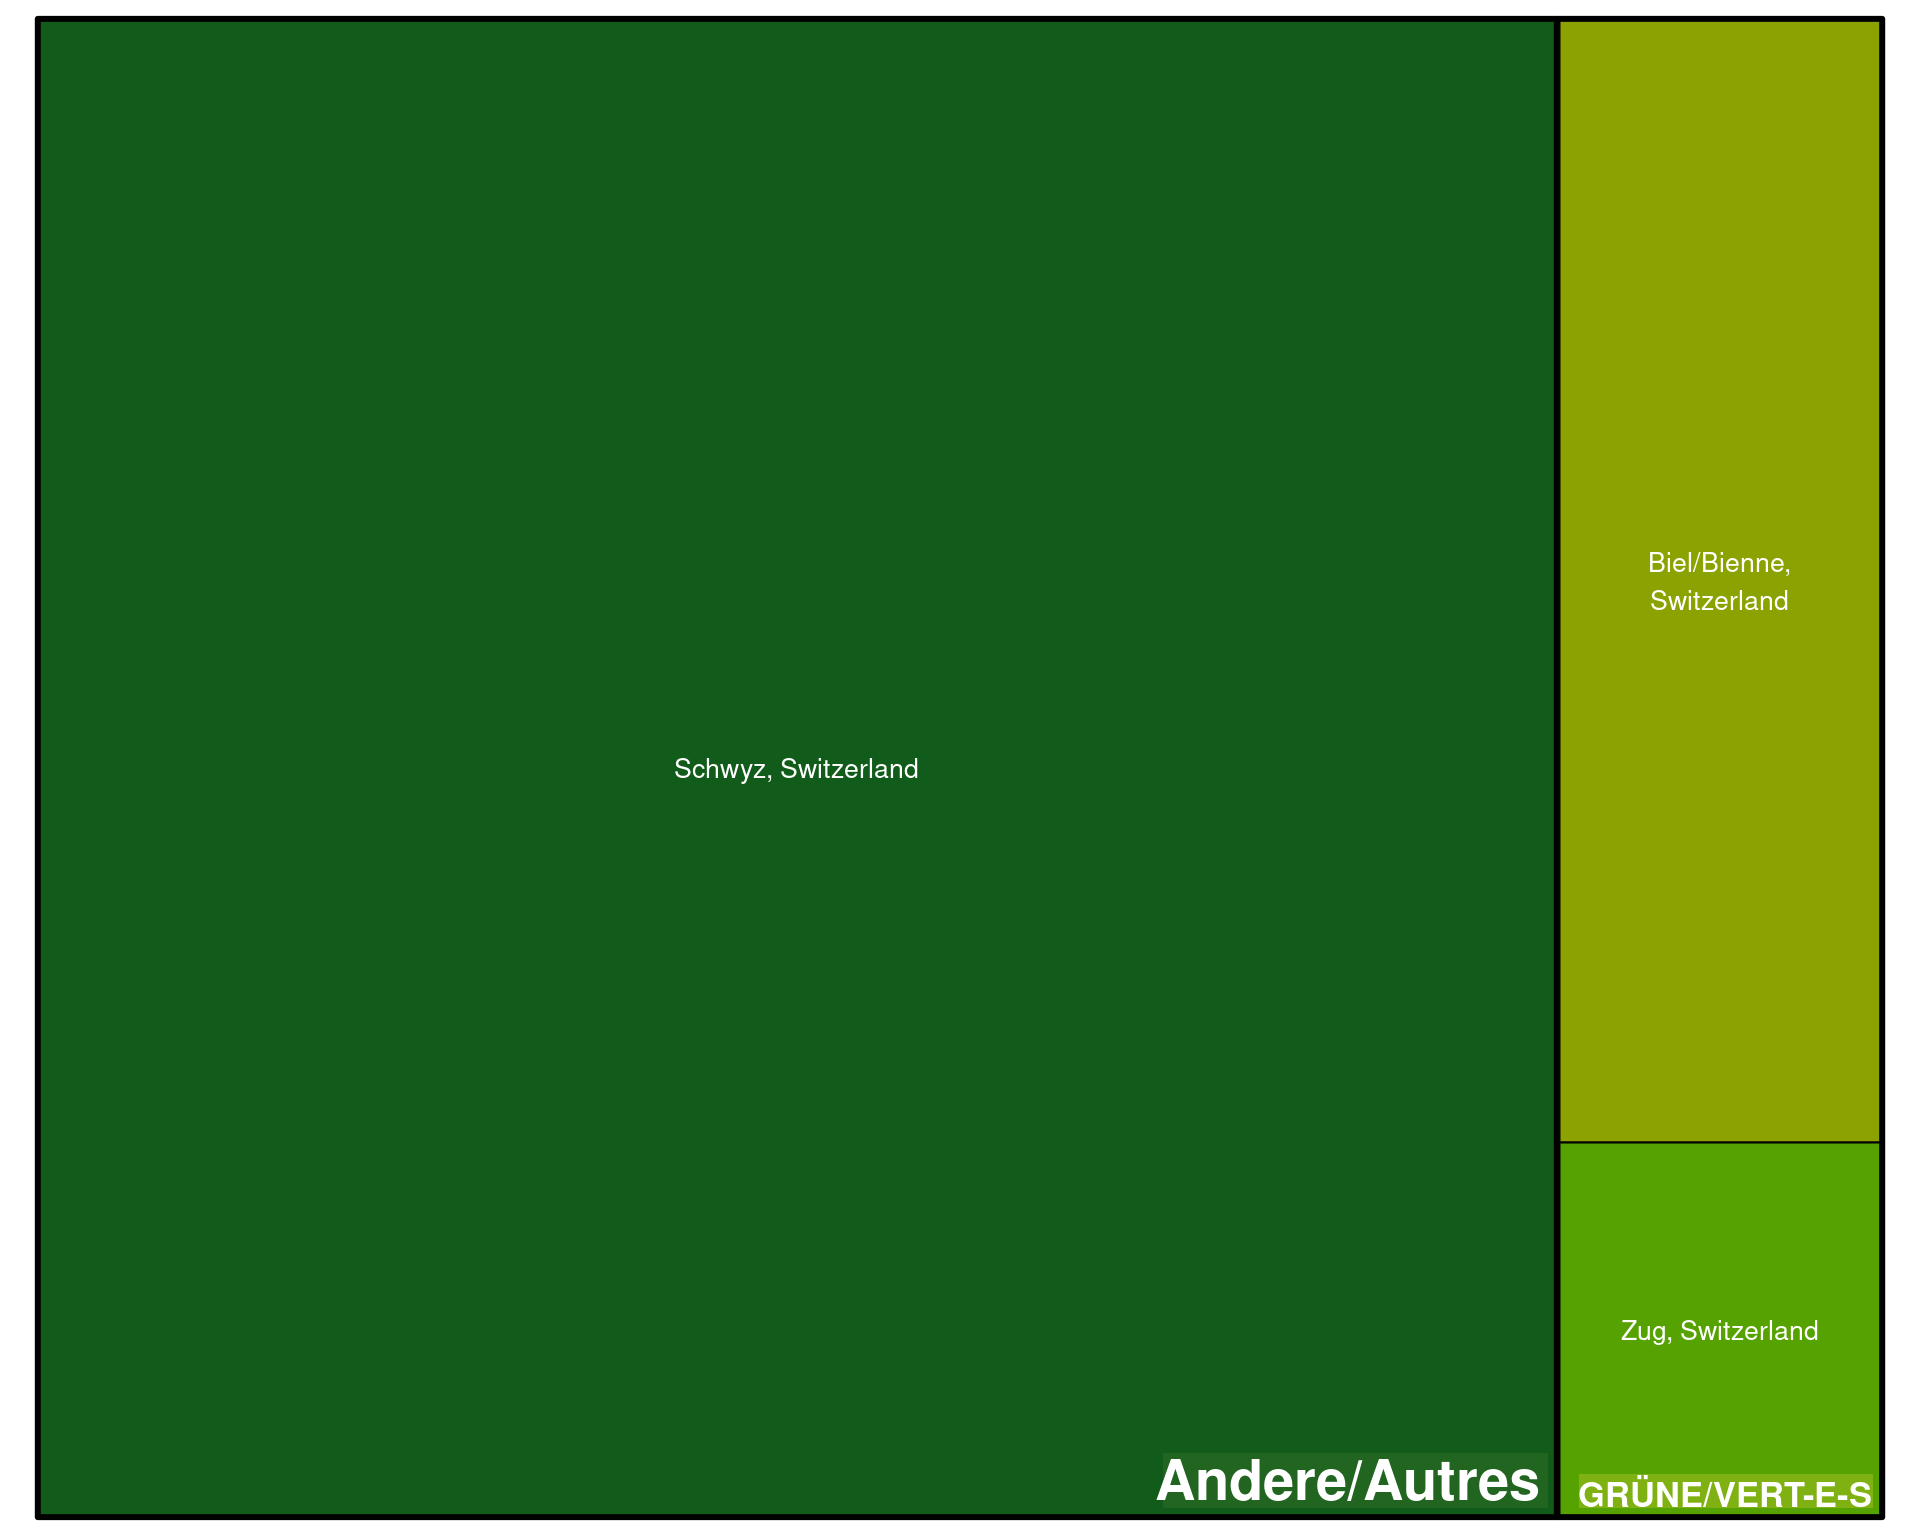 Schwyz, Switzerland
Andere/Autres
Biel/Bienne,
Switzerland
Zug, Switzerland
GRÜNE/VERT-E-S